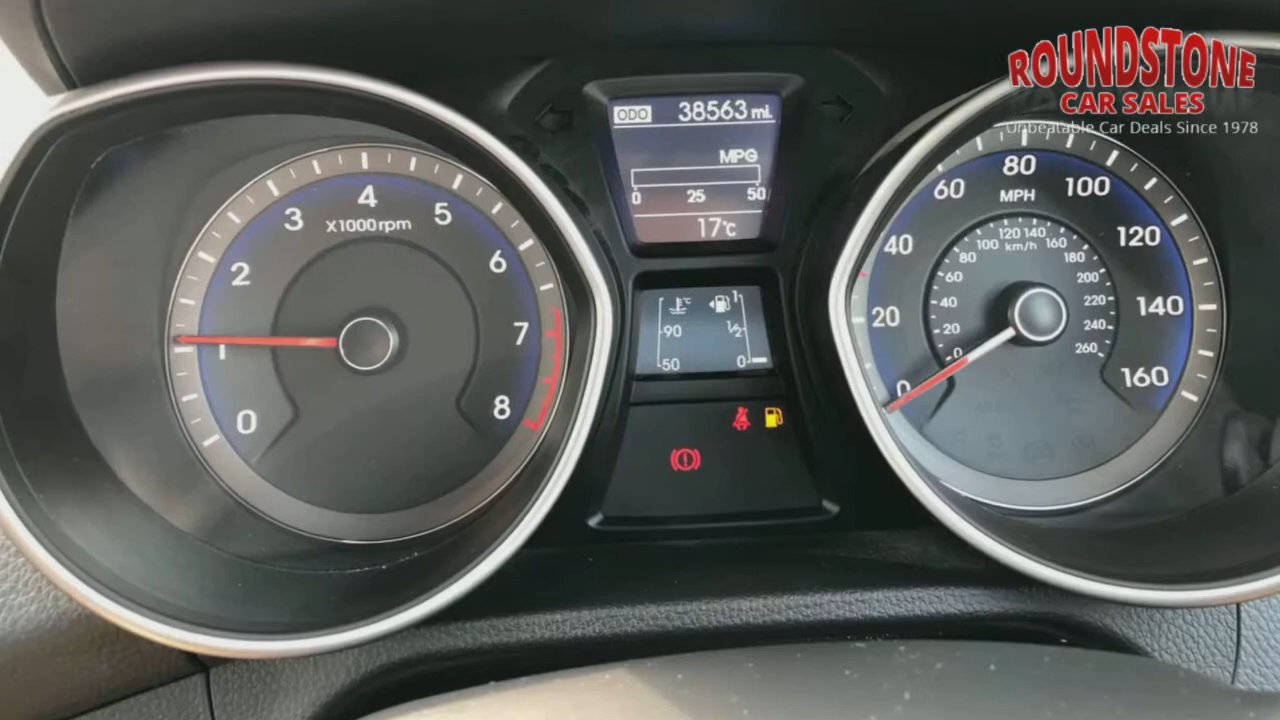 ROUNDSTONE
CAR SALES
Unbeatable Car Deals Since 1978
ODO 38563 mi.
MPG
0 25 50
17°c
°C 1
90 ½
50 0
0 1 2 3 4 5 6 7 8
X1000rpm
0 20 40 60 80 100 120 140 160
MPH
0 20 40 60 80 100 120 140 160 180 200 220 240 260
km/h